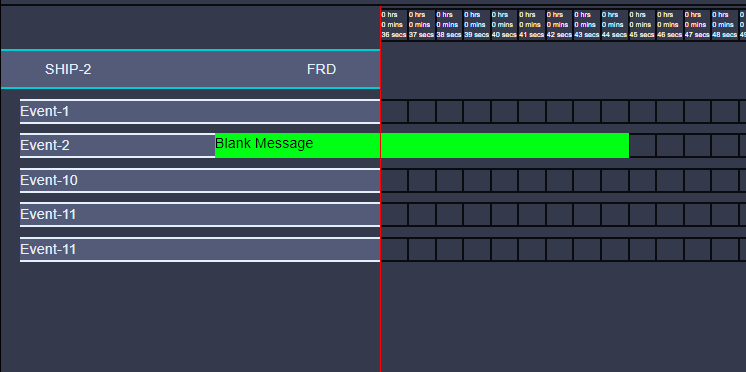 0 hrs 0 hrs 0 hrs 0 hrs 0 hrs 0 hrs 0 hrs 0 hrs 0 hrs 0 hrs 0 hrs 0 hrs 0 hrs 0
0 mins 0 mins 0 mins 0 mins 0 mins 0 mins 0 mins 0 mins 0 mins 0 mins 0 mins 0 mins 0 mins 0
36 secs 37 secs 38 secs 39 secs 40 secs 41 secs 42 secs 43 secs 44 secs 45 secs 46 secs 47 secs 48 secs 49
SHIP-2 FRD
Event-1
Event-2 Blank Message
Event-10
Event-11
Event-11